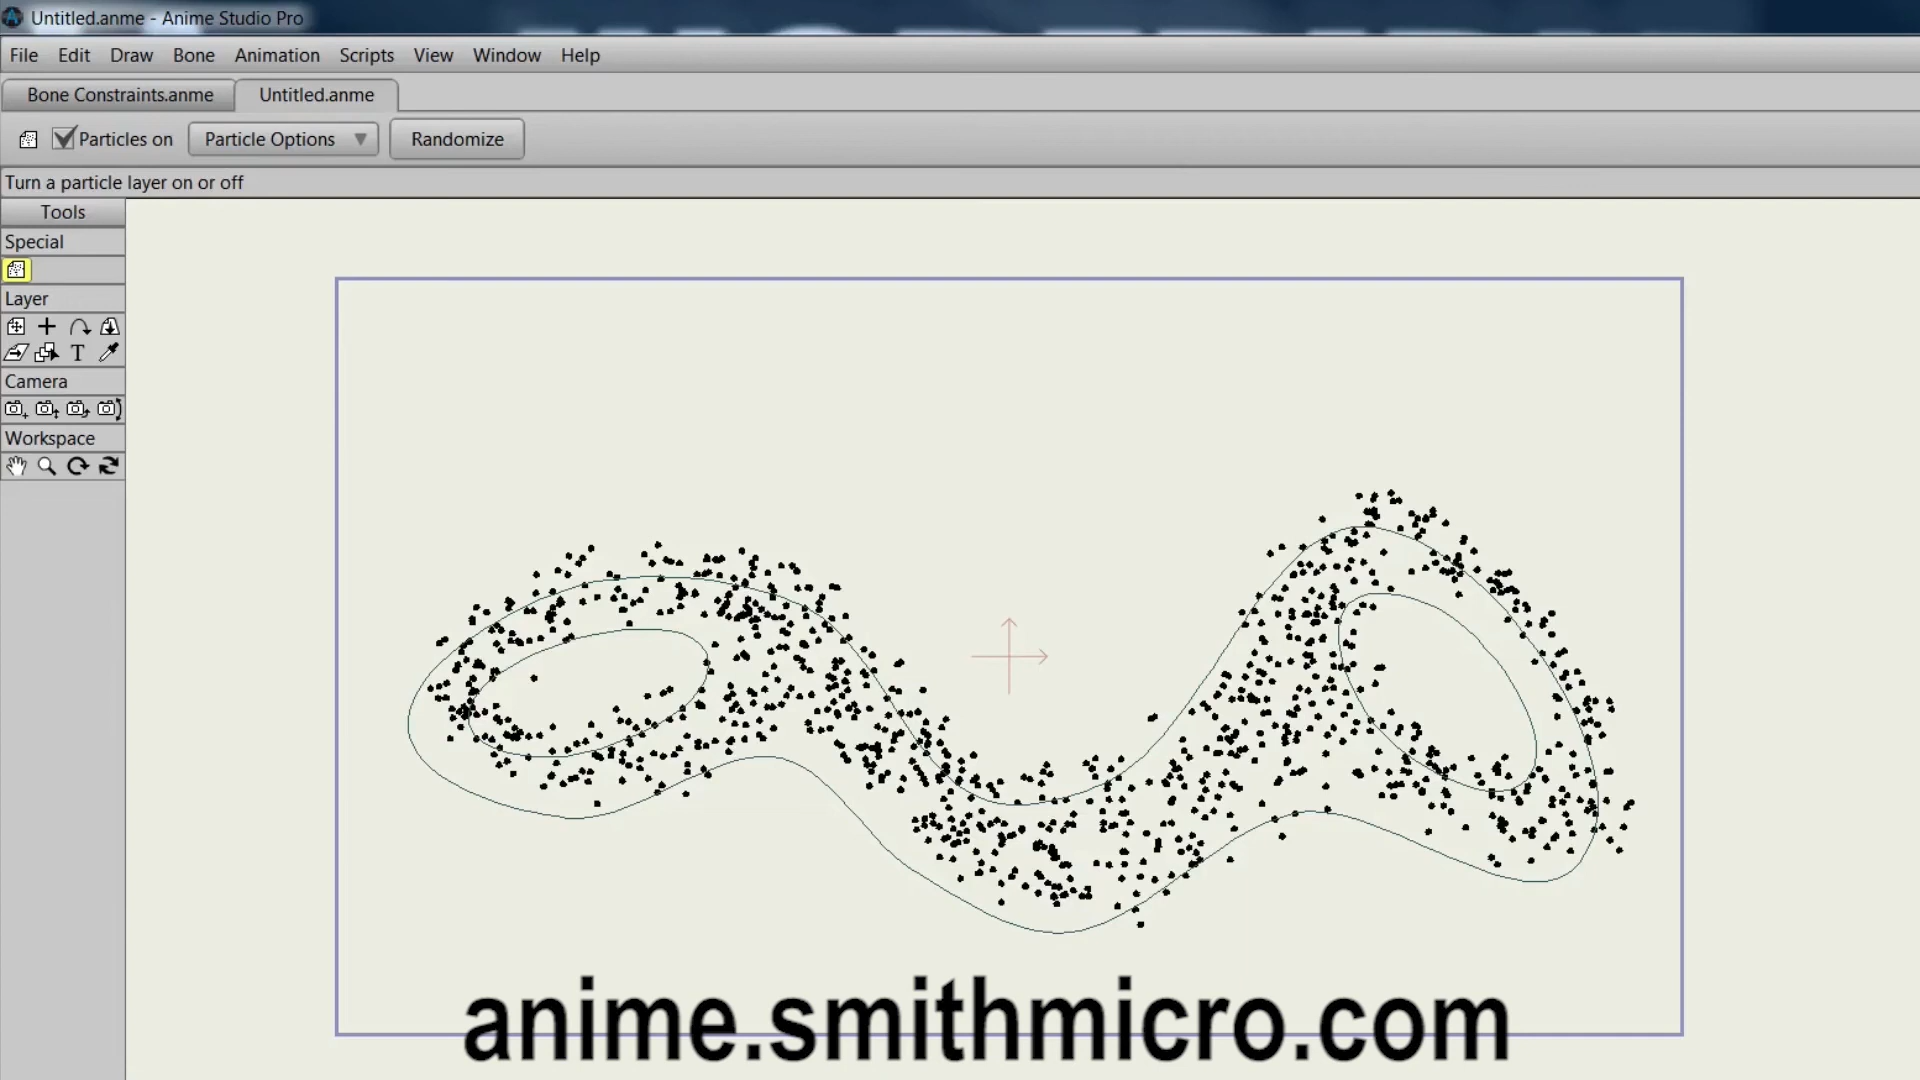 Untitled.anme - Anime Studio Pro
File Edit Draw Bone Animation Scripts View Window Help
Bone Constraints.anme Untitled.anme
Particles on Particle Options Randomize
Turn a particle layer on or off
Tools
Special
Layer
T
Camera
Workspace
anime.smithmicro.com